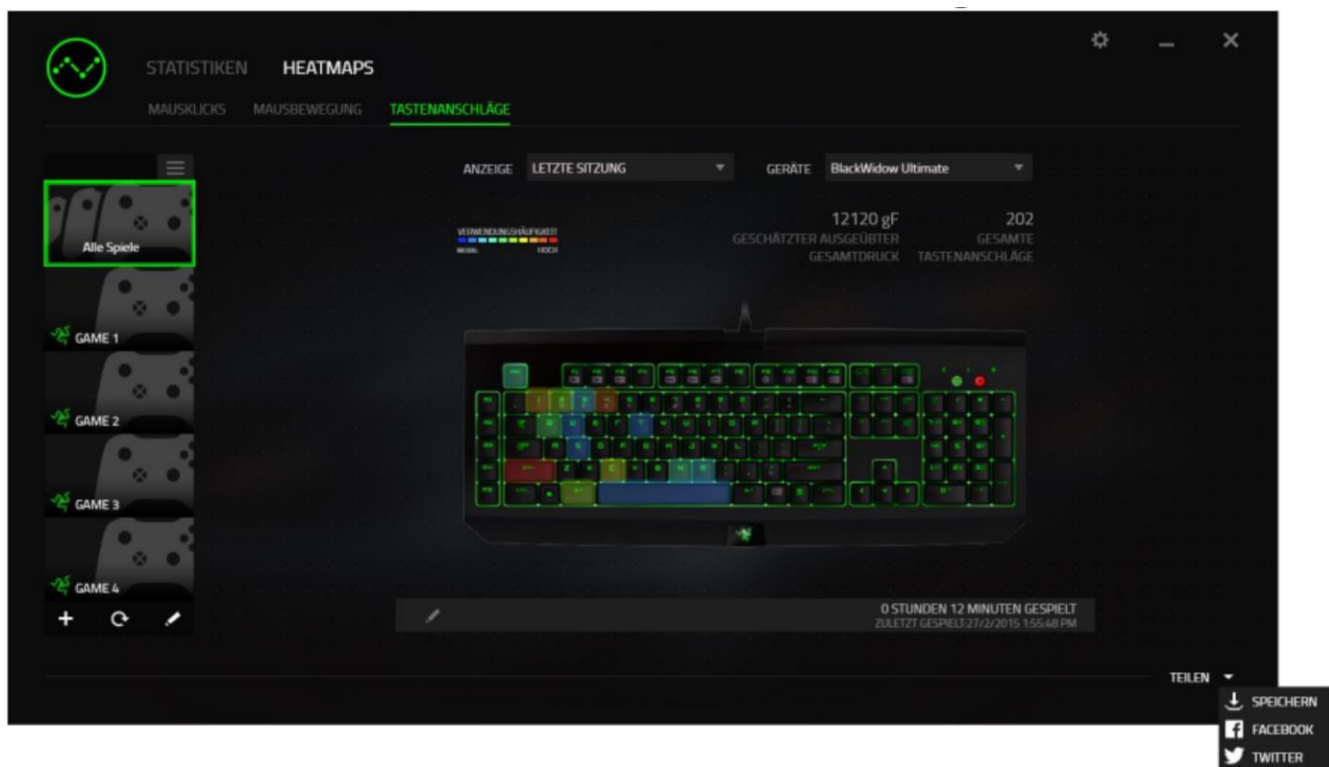 STATISTIKEN HEATMAPS
MAUSKLICKS MAUSBEWEGUNG TASTENANSCHLÄGE
ANZEIGE LETZTE SITZUNG GERÄTE BlackWidow Ultimate
Alle Spiele
GAME 1
GAME 2
GAME 3
GAME 4
VERWENDUNGSHÄUFIGKEIT
HOCH
12120 gF
GESCHÄTZTER AUSGEÜBTER
GESAMTDRUCK
202
GESAMTE
TASTENANSCHLÄGE
0 STUNDEN 12 MINUTEN GESPIELT
ZULETZT GESPIELT:27/2/2015 1:55:48 PM
TEILEN
SPEICHERN
FACEBOOK
TWITTER